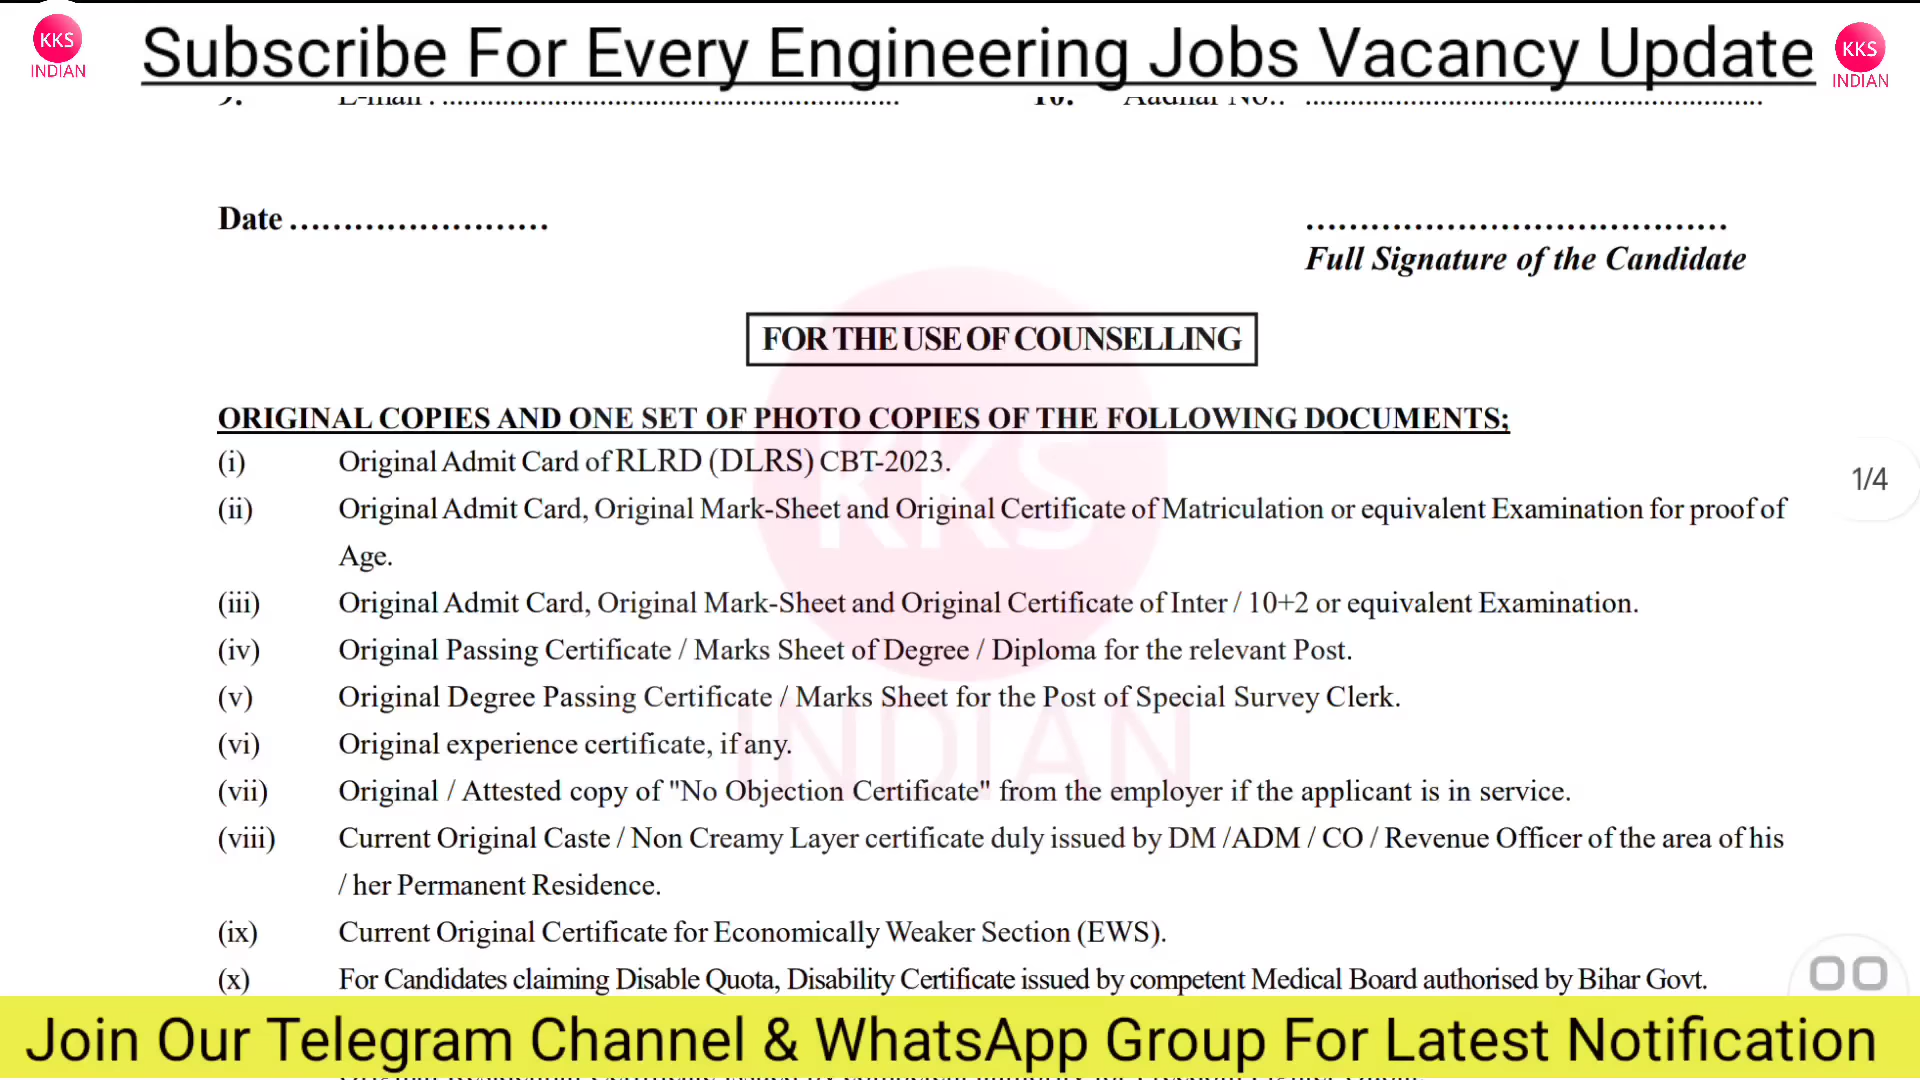 KKS
INDIAN
Subscribe For Every Engineering Jobs Vacancy Update
KKS
INDIAN
9. E-mail : ............................................................ 10. Aadhar No.: ............................................................
Date ........................ .......................................
Full Signature of the Candidate
FOR THE USE OF COUNSELLING
ORIGINAL COPIES AND ONE SET OF PHOTO COPIES OF THE FOLLOWING DOCUMENTS;
(i) Original Admit Card of RLRD (DLRS) CBT-2023.
1/4
(ii) Original Admit Card, Original Mark-Sheet and Original Certificate of Matriculation or equivalent Examination for proof of
Age.
(iii) Original Admit Card, Original Mark-Sheet and Original Certificate of Inter / 10+2 or equivalent Examination.
(iv) Original Passing Certificate / Marks Sheet of Degree / Diploma for the relevant Post.
(v) Original Degree Passing Certificate / Marks Sheet for the Post of Special Survey Clerk.
(vi) Original experience certificate, if any.
(vii) Original / Attested copy of "No Objection Certificate" from the employer if the applicant is in service.
(viii) Current Original Caste / Non Creamy Layer certificate duly issued by DM /ADM / CO / Revenue Officer of the area of his
/ her Permanent Residence.
(ix) Current Original Certificate for Economically Weaker Section (EWS).
(x) For Candidates claiming Disable Quota, Disability Certificate issued by competent Medical Board authorised by Bihar Govt.
KKS
INDIAN
Join Our Telegram Channel & WhatsApp Group For Latest Notification